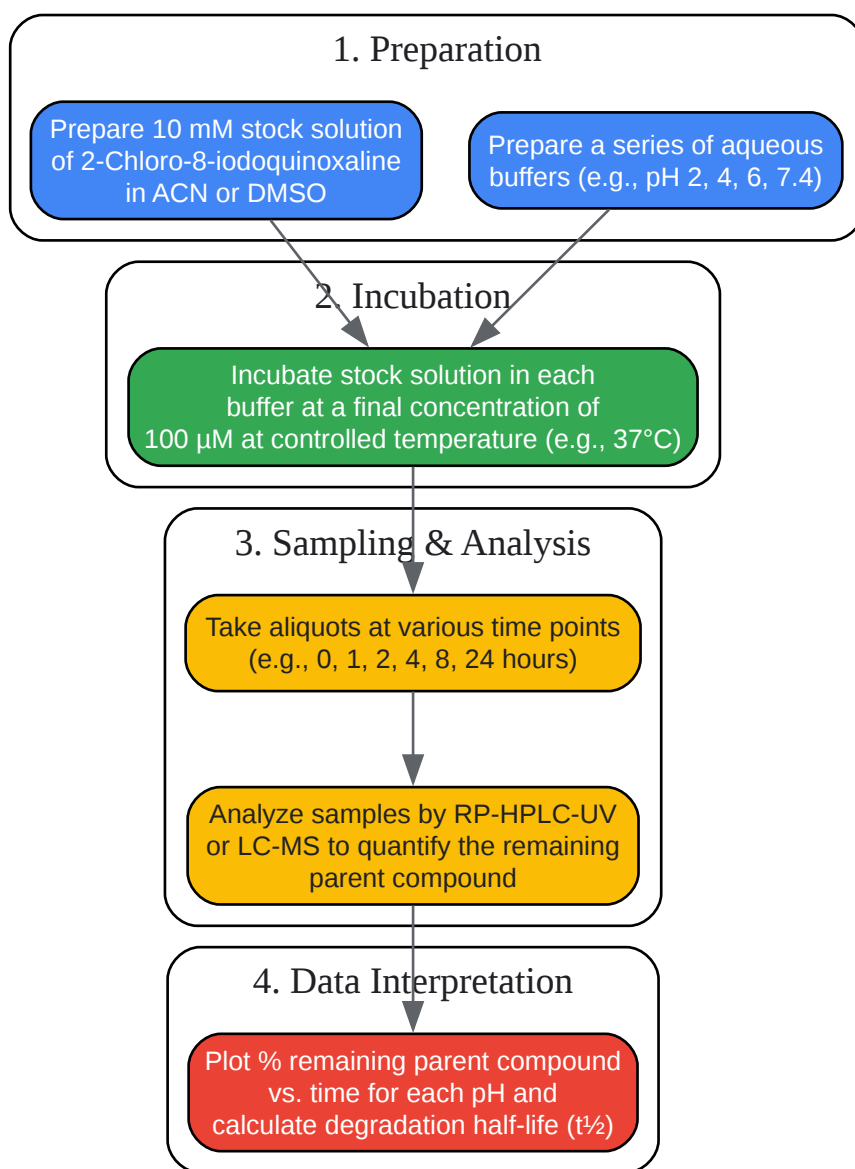 1. Preparation
Prepare 10 mM stock solution
of 2-Chloro-8-iodoquinoxaline
in ACN or DMSO
Prepare a series of aqueous
buffers (e.g., pH 2, 4, 6, 7.4)
2. Incubation
Incubate stock solution in each
buffer at a final concentration of
100 µM at controlled temperature (e.g., 37°C)
3. Sampling & Analysis
Take aliquots at various time points
(e.g., 0, 1, 2, 4, 8, 24 hours)
Analyze samples by RP-HPLC-UV
or LC-MS to quantify the remaining
parent compound
4. Data Interpretation
Plot % remaining parent compound
vs. time for each pH and
calculate degradation half-life (t½)